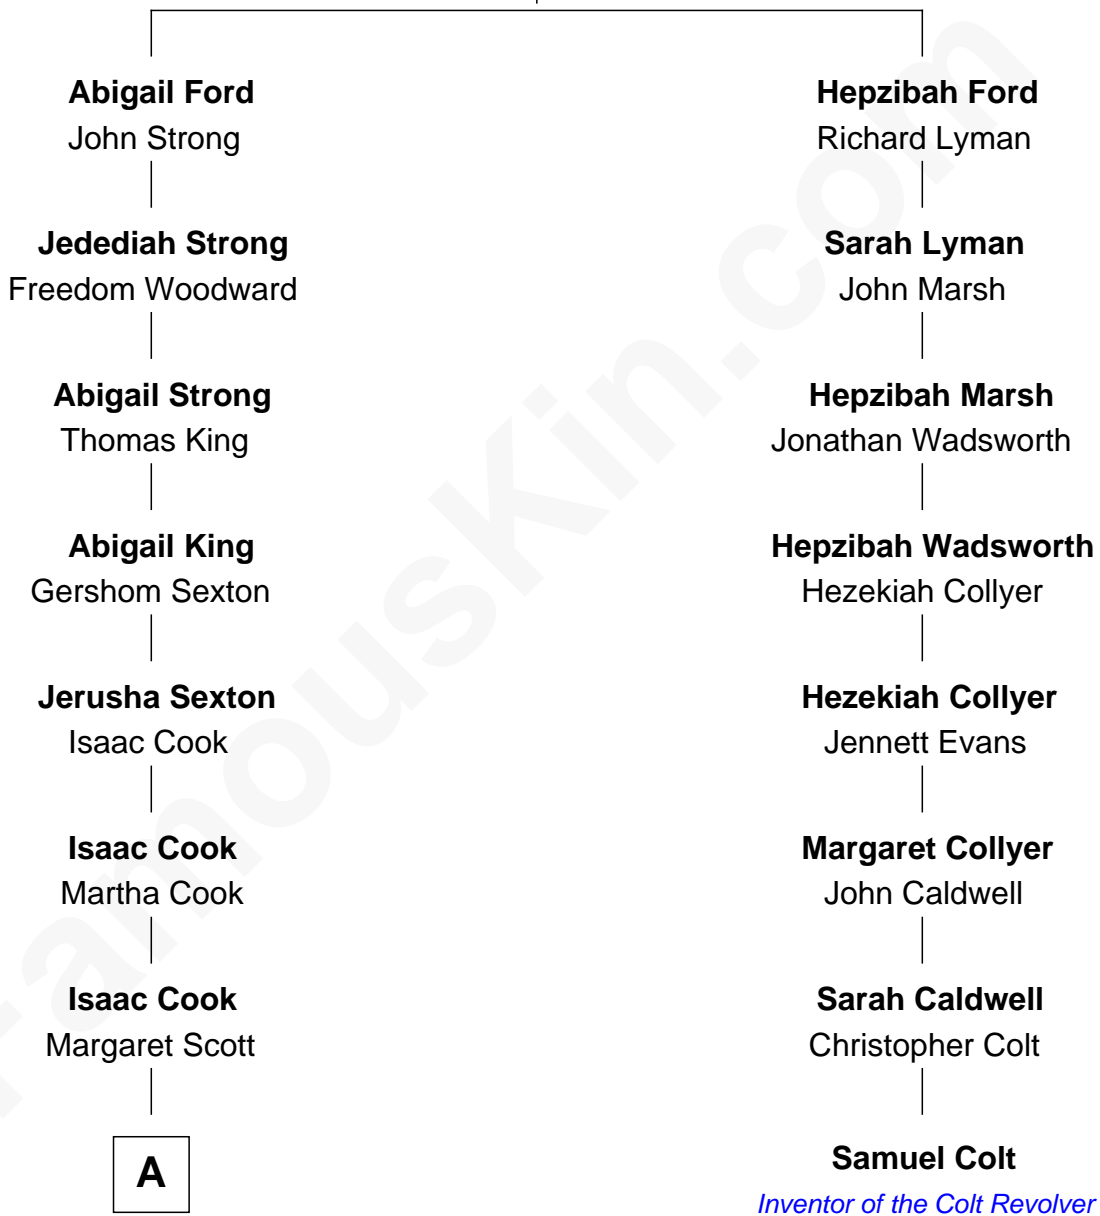 Abigail Ford
John Strong
Hepzibah Ford
Richard Lyman
Jedediah Strong
Freedom Woodward
Sarah Lyman
John Marsh
Abigail Strong
Thomas King
Hepzibah Marsh
Jonathan Wadsworth
Abigail King
Gershom Sexton
Hepzibah Wadsworth
Hezekiah Collyer
Jerusha Sexton
Isaac Cook
Hezekiah Collyer
Jennett Evans
Isaac Cook
Martha Cook
Margaret Collyer
John Caldwell
Isaac Cook
Margaret Scott
Sarah Caldwell
Christopher Colt
A
Samuel Colt
Inventor of the Colt Revolver
FamousKin.com